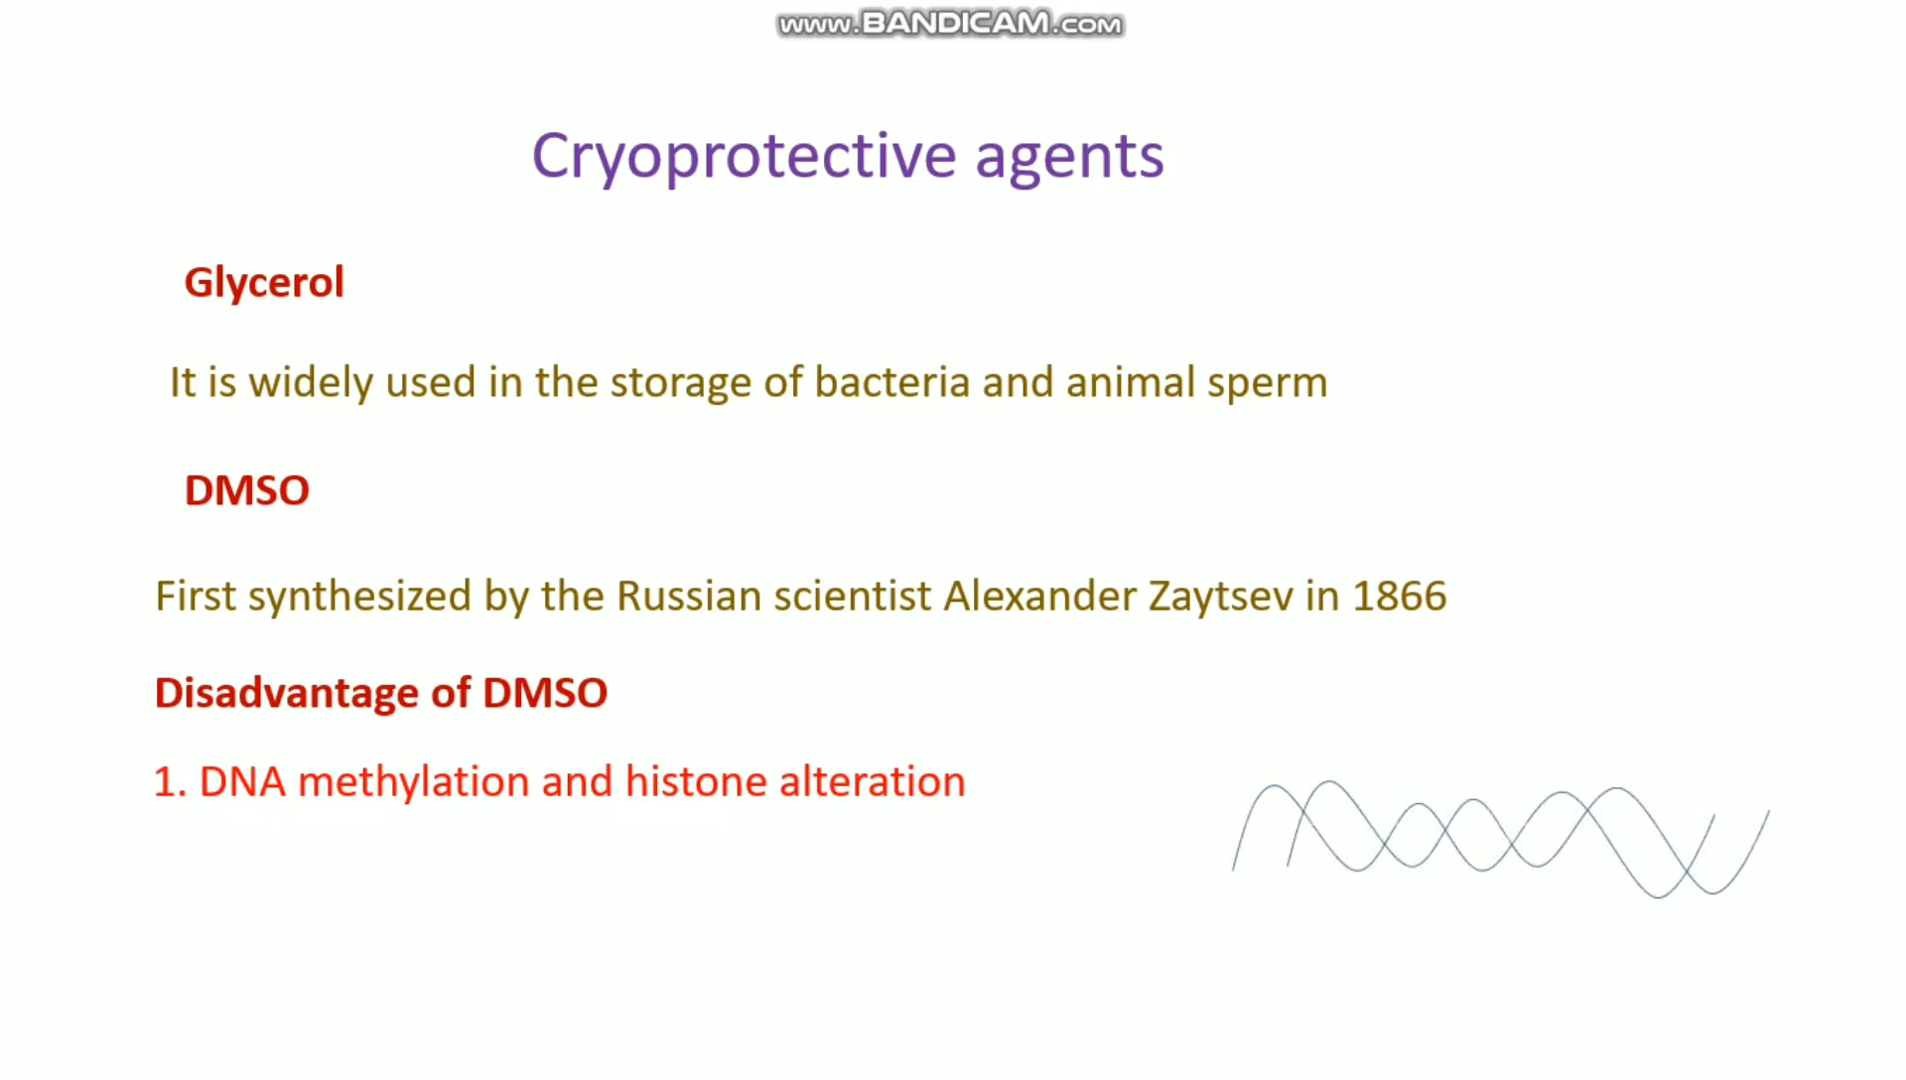 www.BANDICAM.com
Cryoprotective agents
Glycerol
It is widely used in the storage of bacteria and animal sperm
DMSO
First synthesized by the Russian scientist Alexander Zaytsev in 1866
Disadvantage of DMSO
1. DNA methylation and histone alteration